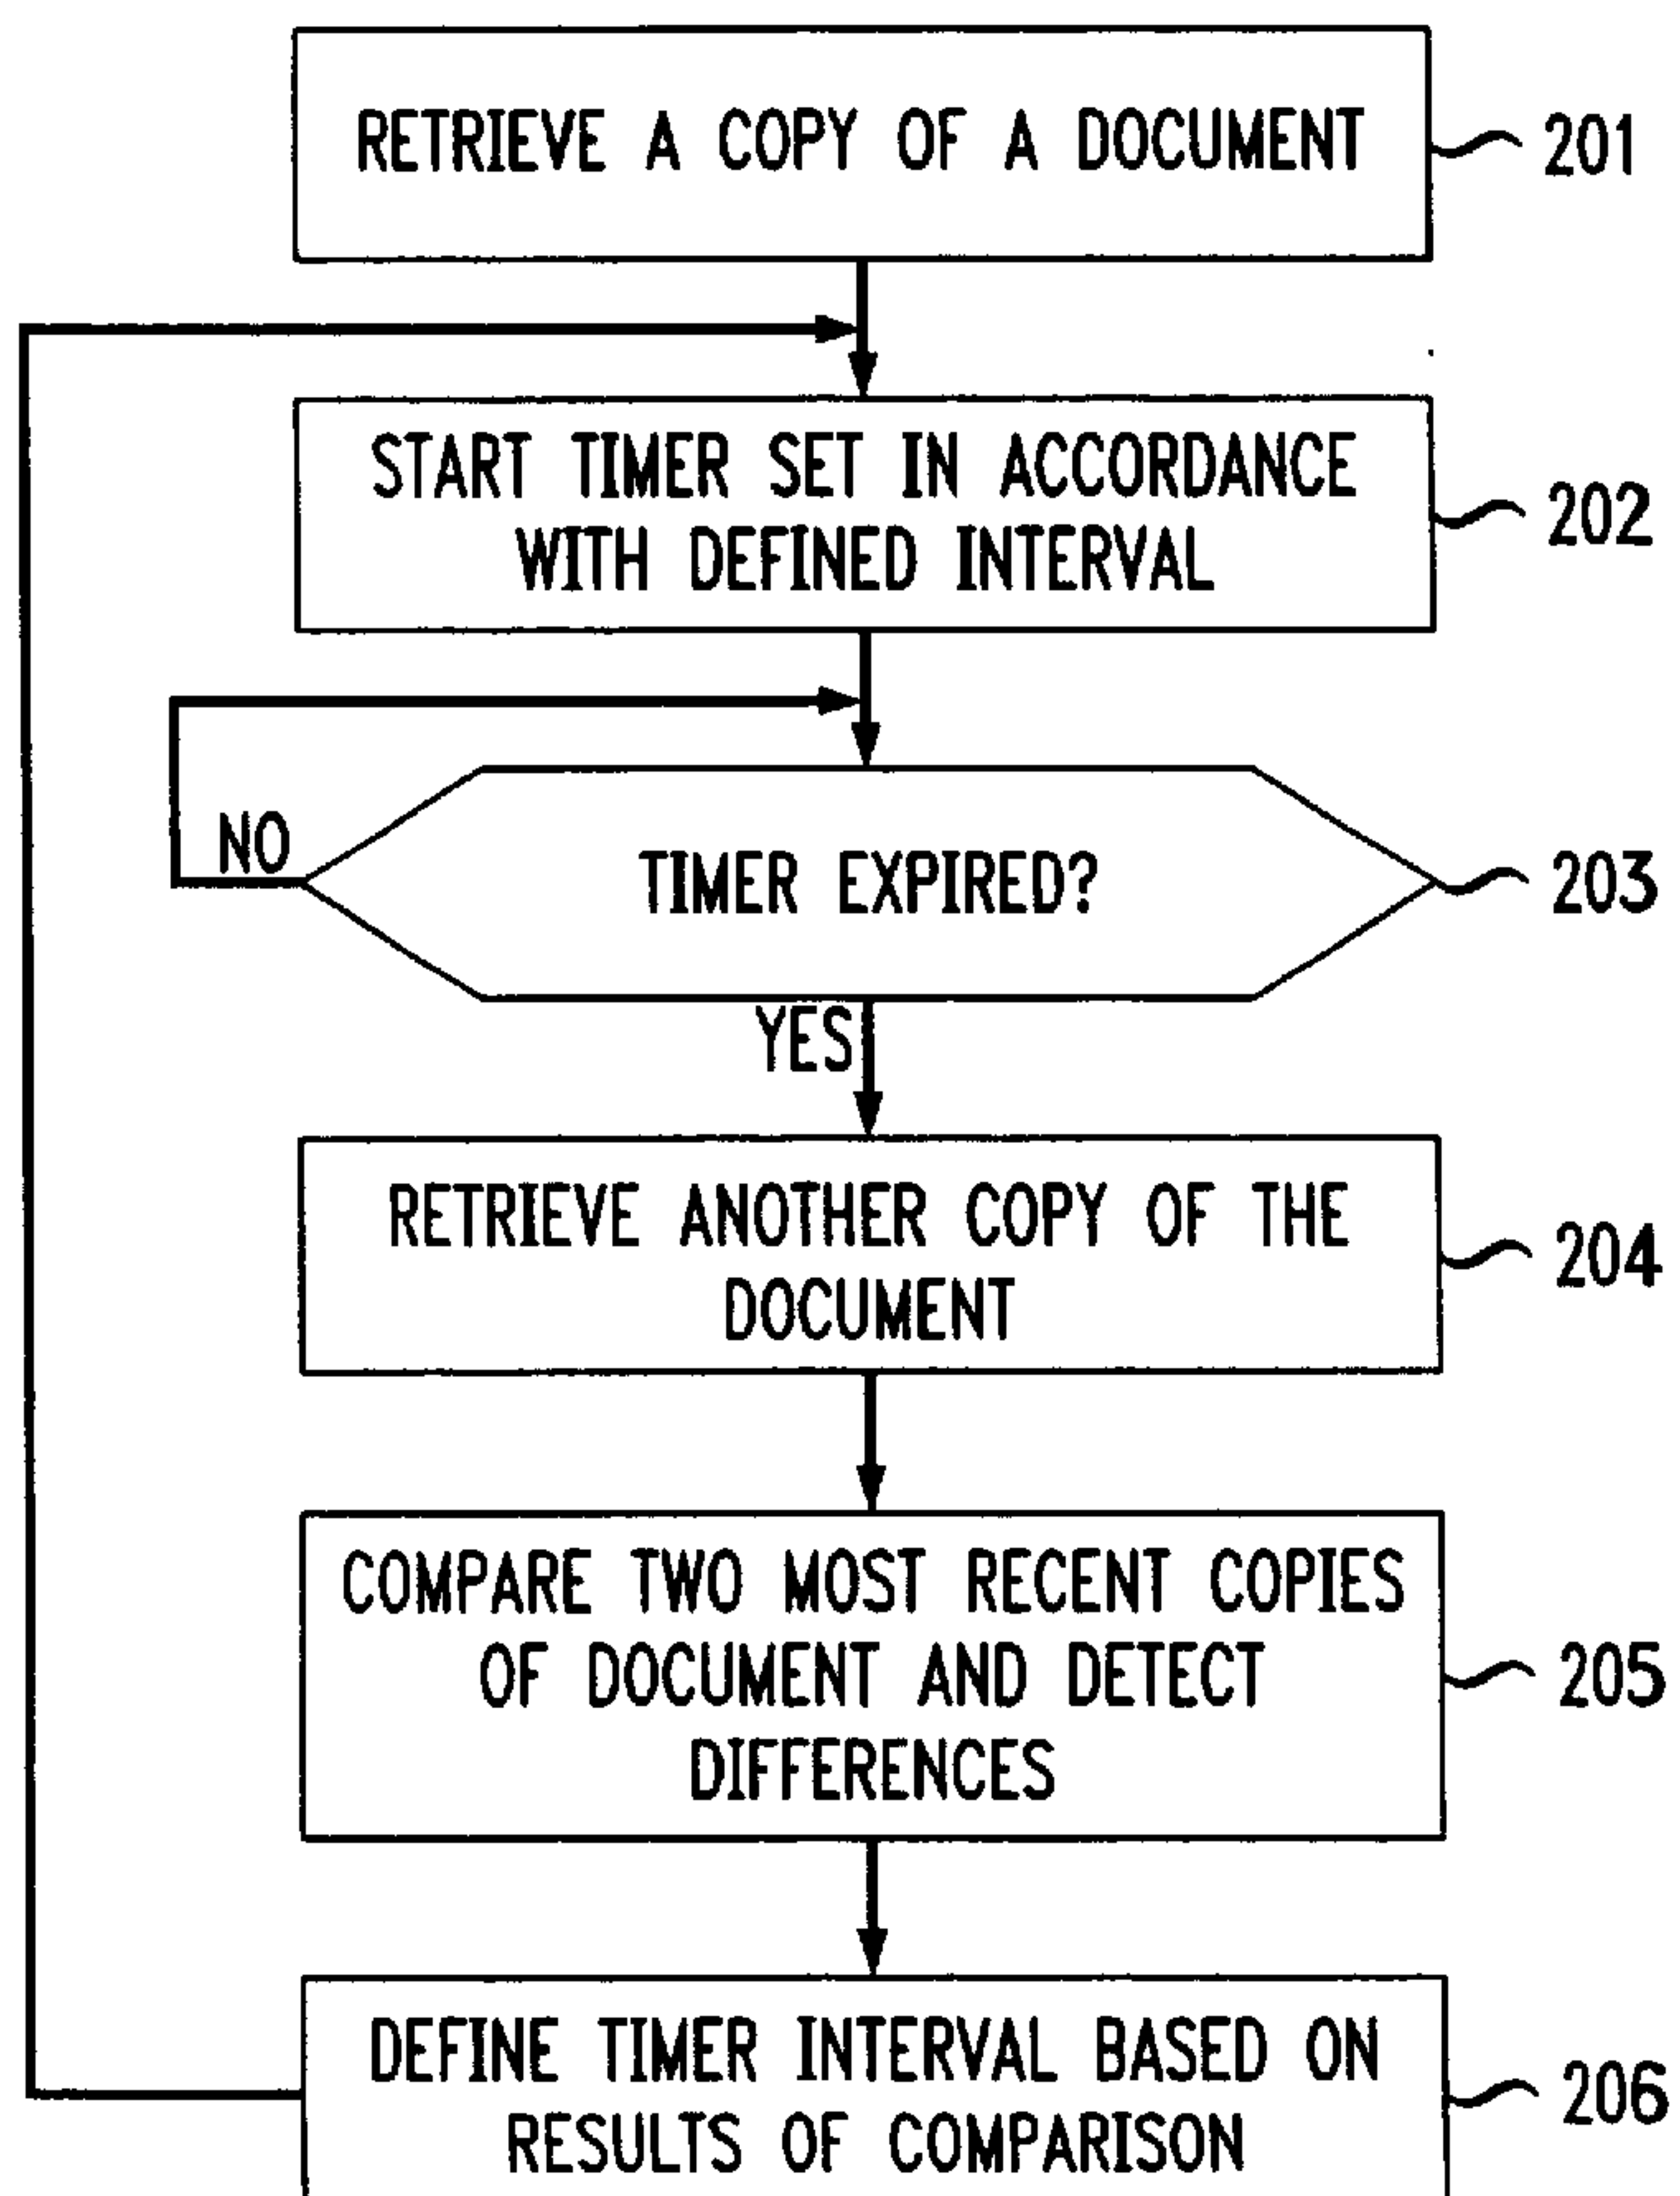 RETRIEVE A COPY OF A DOCUMENT
201
START TIMER SET IN ACCORDANCE
WITH DEFINED INTERVAL
202
NO
TIMER EXPIRED?
203
YES
RETRIEVE ANOTHER COPY OF THE
DOCUMENT
204
COMPARE TWO MOST RECENT COPIES
OF DOCUMENT AND DETECT
DIFFERENCES
205
DEFINE TIMER INTERVAL BASED ON
RESULTS OF COMPARISON
206